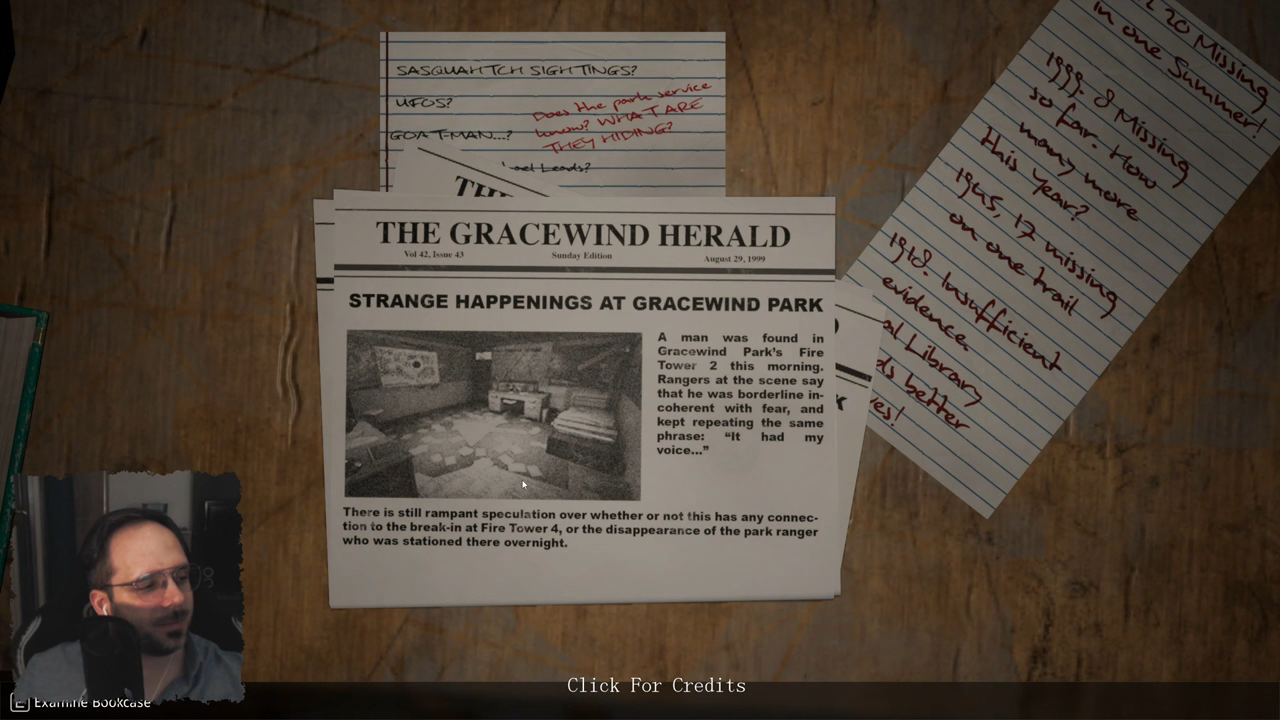 SASQUAHTCH SIGHTINGS?
UFOS?
GOATMAN...?
Does the park service
know? WHAT ARE
THEY HIDING?
Leads?
THE GRACEWIND HERALD
Vol 42, Issue 43 Sunday Edition August 29, 1999
STRANGE HAPPENINGS AT GRACEWIND PARK
A man was found in
Gracewind Park's Fire
Tower 2 this morning.
Rangers at the scene say
that he was borderline in-
coherent with fear, and
kept repeating the same
phrase: "It had my
voice..."
There is still rampant speculation over whether or not this has any connec-
tion to the break-in at Fire Tower 4, or the disappearance of the park ranger
who was stationed there overnight.
20 Missing
in one Summer!
1999. 8 Missing
so far. How
many more
this year?
1965, 17 missing
on one trail
1918. Insufficient
evidence.
Library
better
Click For Credits
E Examine Bookcase